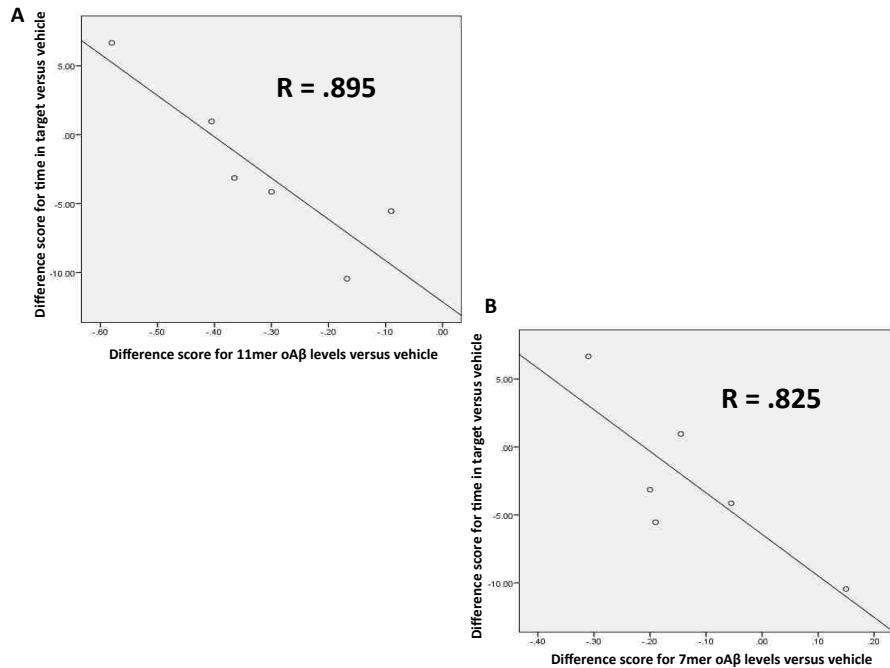 A
Difference score for time in target versus vehicle
R = .895
5.00
.00
-5.00
-10.00
-.60
-.50
-.40
-.30
-.20
-.10
.00
Difference score for 11mer oAβ levels versus vehicle
B
Difference score for time in target versus vehicle
R = .825
5.00
.00
-5.00
-10.00
-.40
-.30
-.20
-.10
.00
.10
.20
Difference score for 7mer oAβ levels versus vehicle